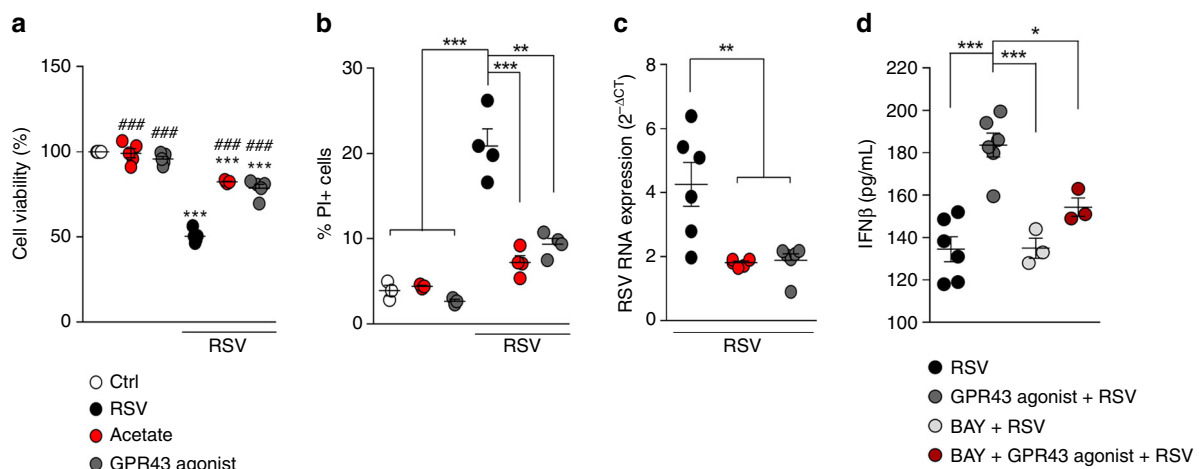 a
Cell viability (%)
150
100
50
0
###
###
###
###
***
***
***
RSV
Ctrl
RSV
Acetate
GPR43 agonist
b
% PI+ cells
30
20
10
0
***
**
***
RSV
c
RSV RNA expression (2⁻ΔCT)
8
6
4
2
0
**
RSV
d
IFNβ (pg/mL)
220
200
180
160
140
120
100
*
***
***
RSV
GPR43 agonist + RSV
BAY + RSV
BAY + GPR43 agonist + RSV